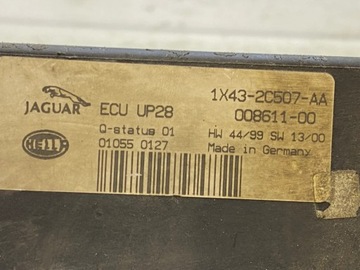 JAGUAR
ECU UP28
1X43-2C507-AA
008611-00
HELLA
Q-status 01
HW 44/99 SW 13/00
01055 0127
Made in Germany